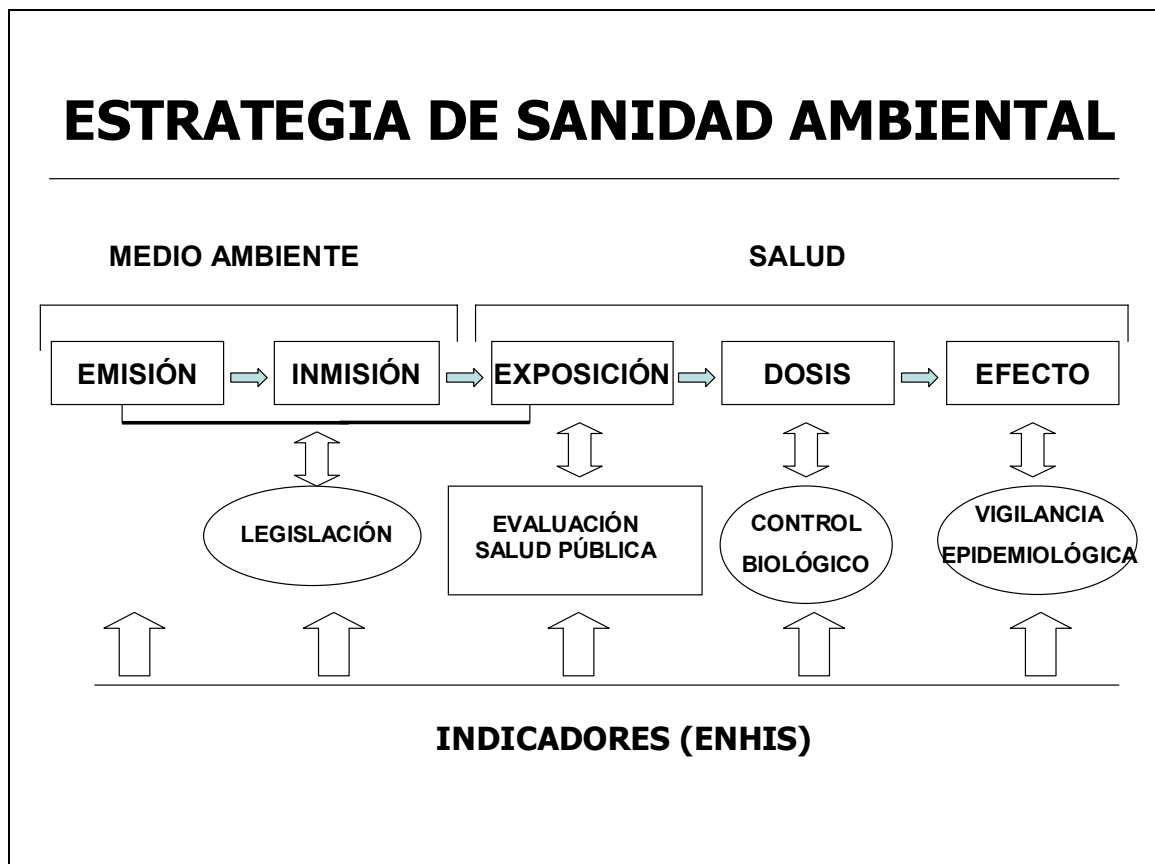 ESTRATEGIA DE SANIDAD AMBIENTAL
MEDIO AMBIENTE
SALUD
EMISIÓN
INMISIÓN
EXPOSICIÓN
DOSIS
EFECTO
LEGISLACIÓN
EVALUACIÓN
SALUD PÚBLICA
CONTROL
BIOLÓGICO
VIGILANCIA
EPIDEMIOLÓGICA
INDICADORES (ENHIS)